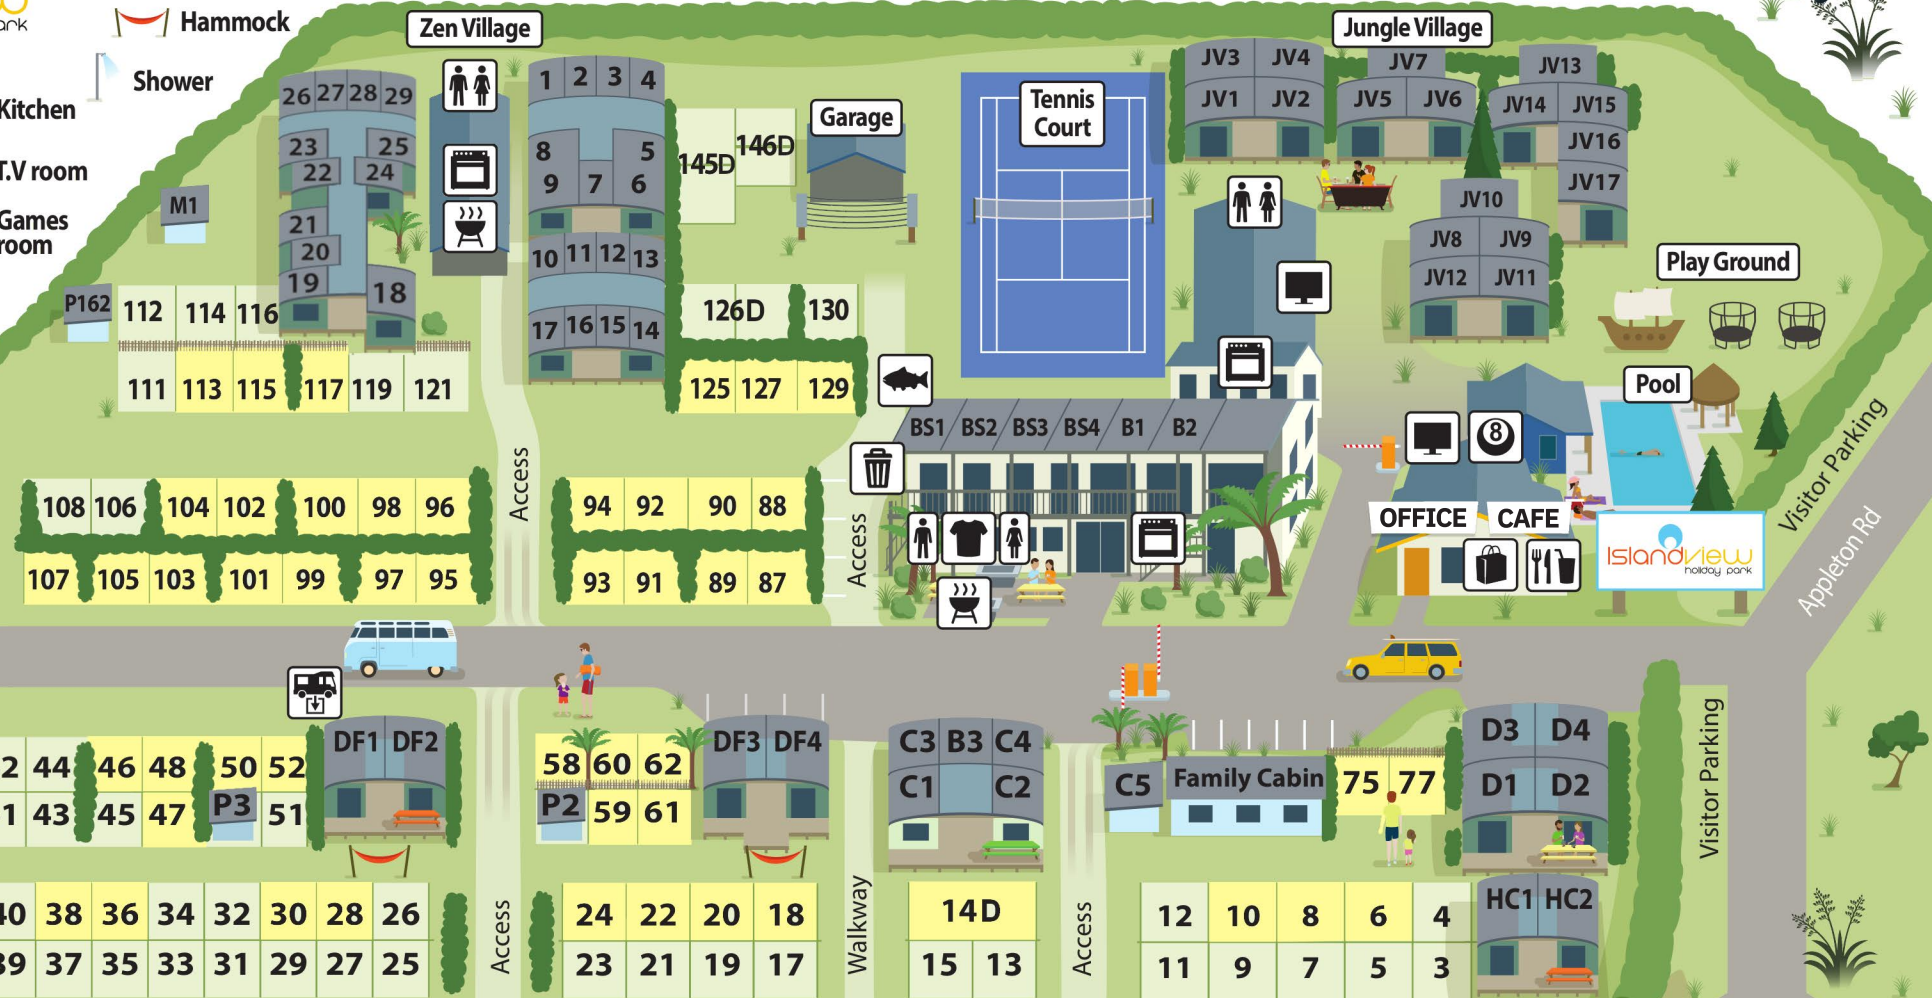 ark
Hammock
Shower
Kitchen
T.V room
Games
room
Zen Village
Jungle Village
26 27 28 29
23 25
22 24
21
20
19
18
M1
P162
112 114 116
111 113 115 117 119 121
1 2 3 4
8 5
9 7 6
10 11 12 13
17 16 15 14
145D 146D
Garage
126D 130
125 127 129
Tennis
Court
JV3 JV4
JV1 JV2
JV7
JV5 JV6
JV13
JV14 JV15
JV16
JV17
JV10
JV8 JV9
JV12 JV11
Play Ground
Pool
BS1 BS2 BS3 BS4 B1 B2
8
OFFICE CAFE
Islandview
holiday park
Visitor Parking
Appleton Rd
Access
Access
108 106 104 102 100 98 96
107 105 103 101 99 97 95
94 92 90 88
93 91 89 87
2 44 46 48 50 52
1 43 45 47 P3 51
DF1 DF2
58 60 62
P2 59 61
DF3 DF4
C3 B3 C4
C1 C2
C5 Family Cabin
75 77
D3 D4
D1 D2
Visitor Parking
40 38 36 34 32 30 28 26
39 37 35 33 31 29 27 25
Access
24 22 20 18
23 21 19 17
Walkway
14D
15 13
Access
12 10 8 6 4
11 9 7 5 3
HC1 HC2